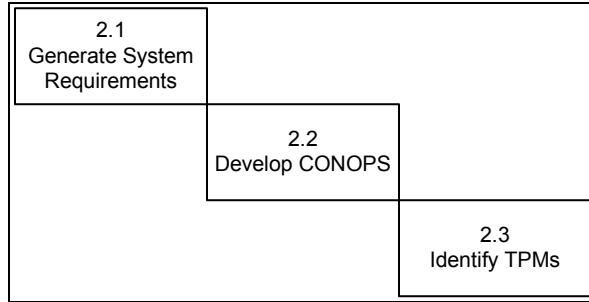 2.1
Generate System
Requirements
2.2
Develop CONOPS
2.3
Identify TPMs